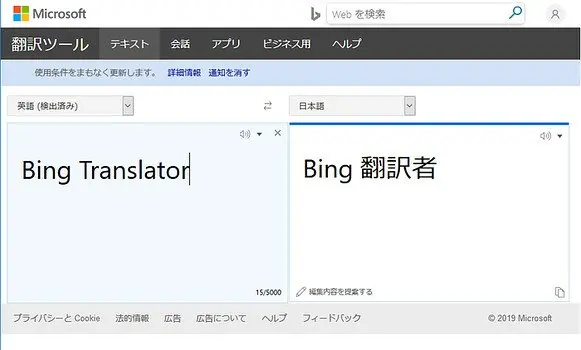 Microsoft
Web を検索
翻訳ツール テキスト 会話 アプリ ビジネス用 ヘルプ
使用条件をまもなく更新します。 詳細情報 通知を消す
英語 (検出済み) 日本語
Bing Translator
Bing 翻訳者
15/5000
編集内容を提案する
プライバシーと Cookie 法的情報 広告 広告について ヘルプ フィードバック © 2019 Microsoft